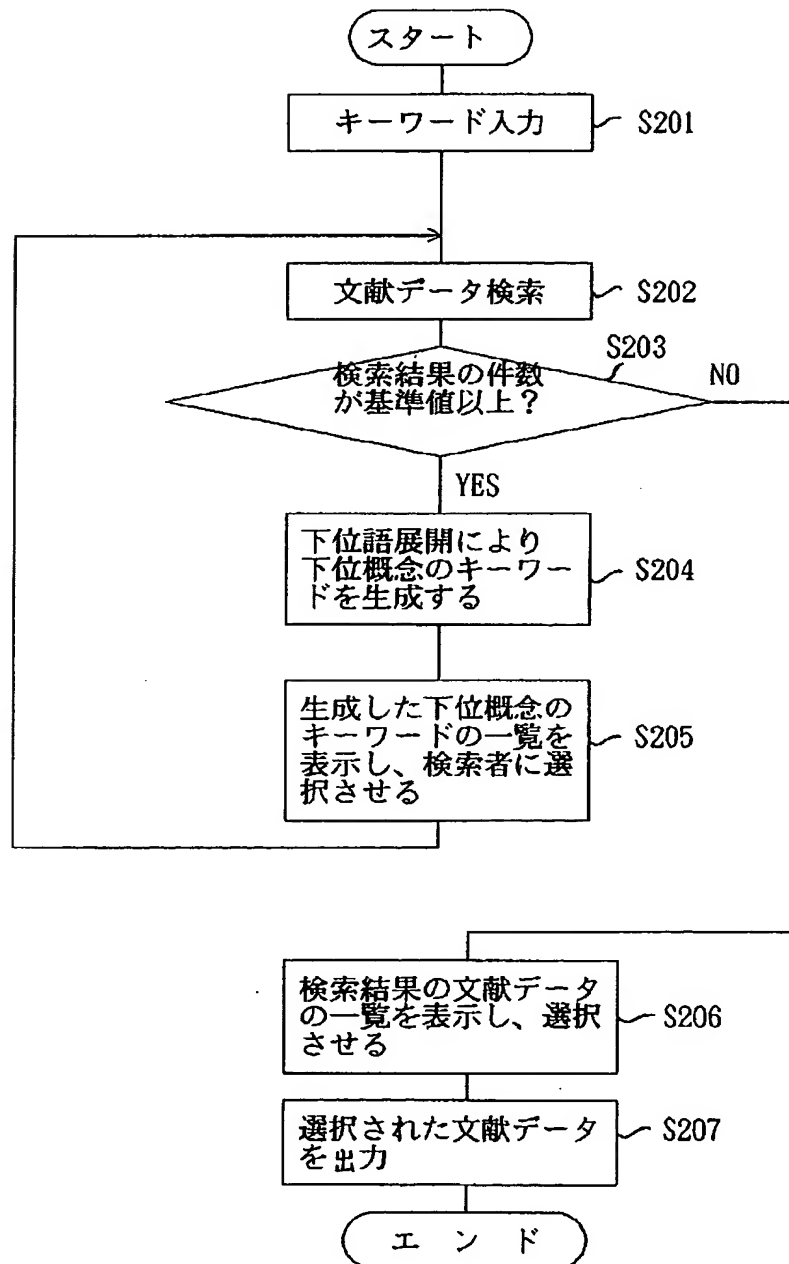 スタート
キーワード入力
S201
文献データ検索
S202
S203
検索結果の件数
が基準値以上?
NO
YES
下位語展開により
下位概念のキーワー
ドを生成する
S204
生成した下位概念の
キーワードの一覧を
表示し、検索者に選
択させる
S205
検索結果の文献データ
の一覧を表示し、選択
させる
S206
選択された文献データ
を出力
S207
エンド